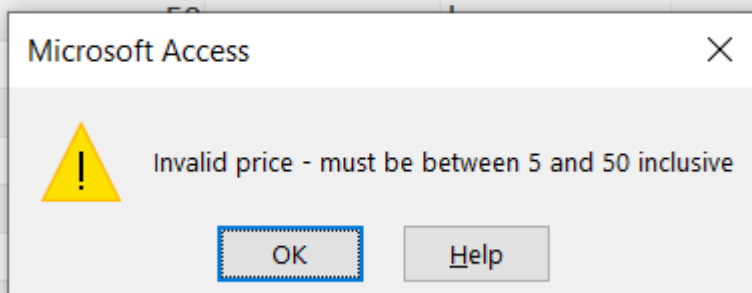 Microsoft Access
Invalid price - must be between 5 and 50 inclusive
OK
Help